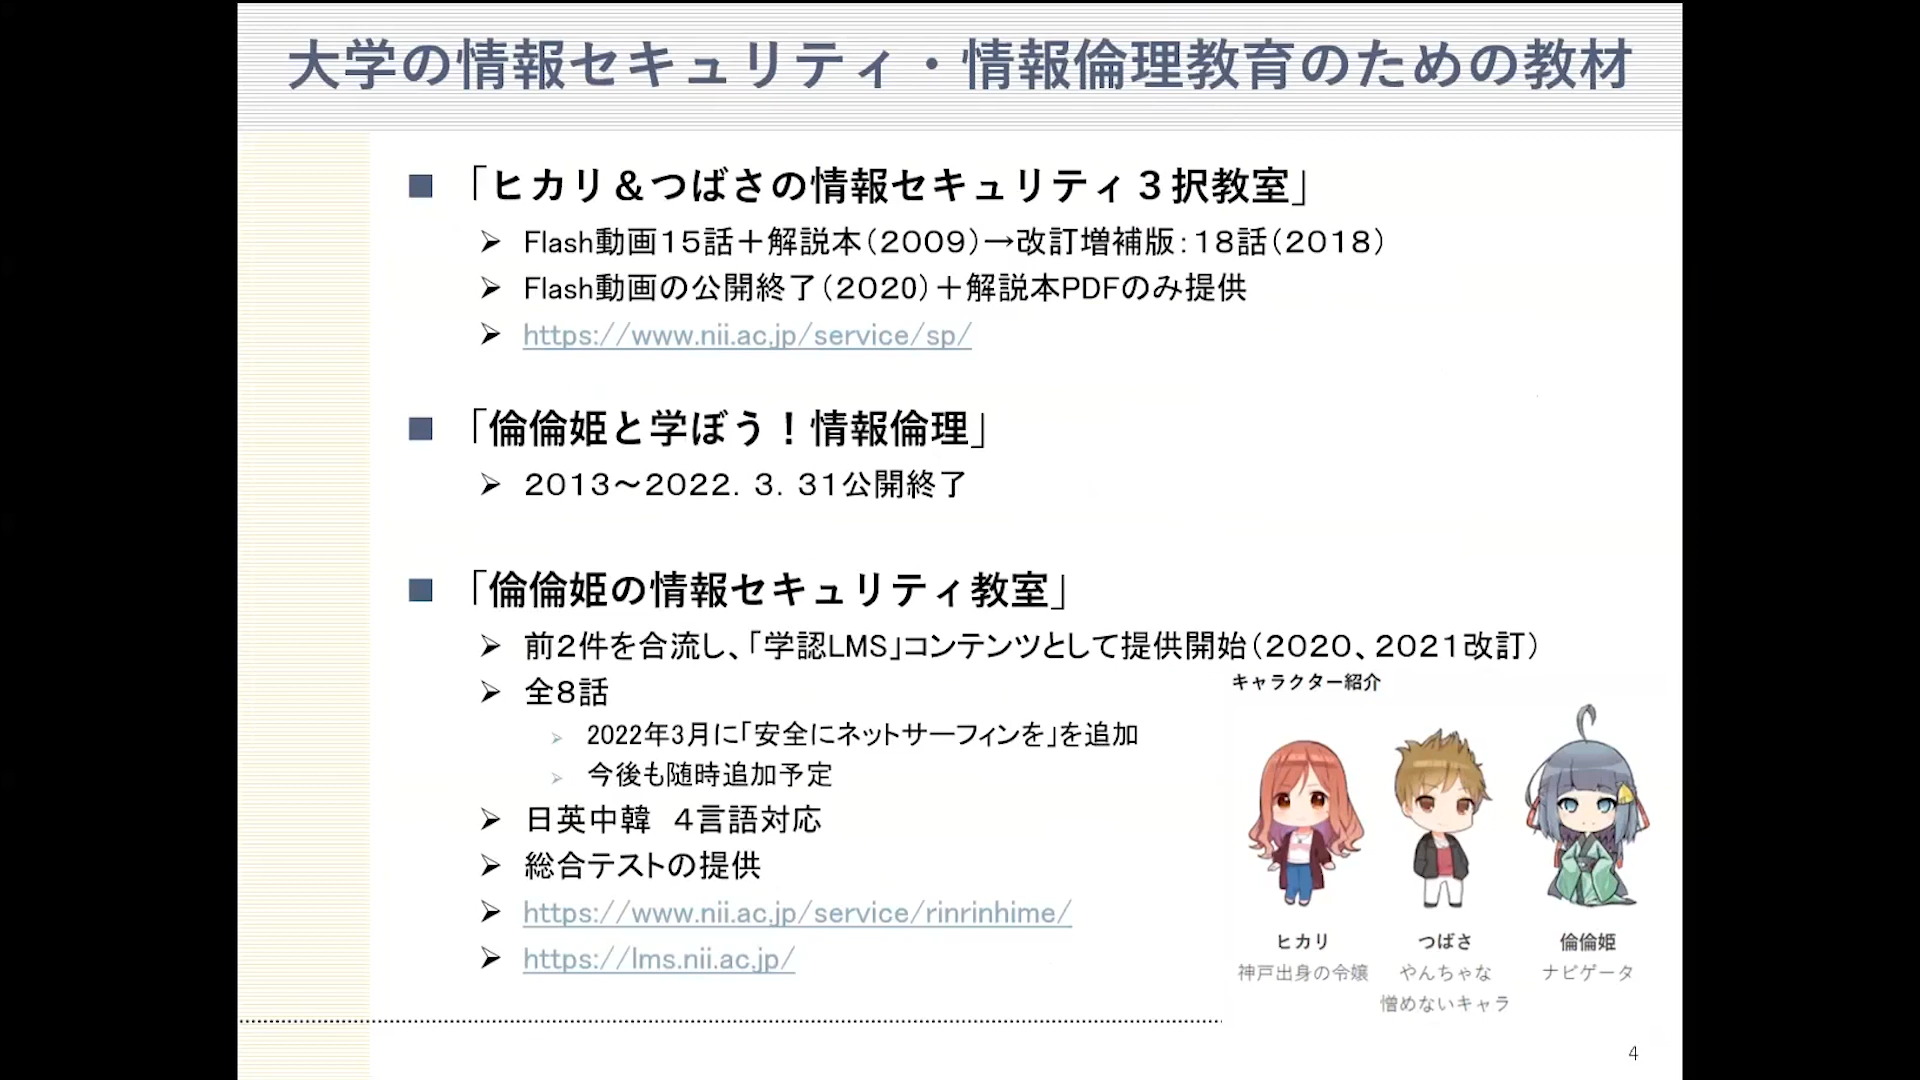 大学の情報セキュリティ・情報倫理教育のための教材
「ヒカリ＆つばさの情報セキュリティ３択教室」
Flash動画１５話＋解説本（２００９）→改訂増補版：１８話（２０１８）
Flash動画の公開終了（２０２０）＋解説本PDFのみ提供
https://www.nii.ac.jp/service/sp/
「倫倫姫と学ぼう！情報倫理」
２０１３～２０２２．３．３１公開終了
「倫倫姫の情報セキュリティ教室」
前２件を合流し、「学認LMS」コンテンツとして提供開始（２０２０、２０２１改訂）
全８話
2022年3月に「安全にネットサーフィンを」を追加
今後も随時追加予定
日英中韓　４言語対応
総合テストの提供
https://www.nii.ac.jp/service/rinrinhime/
https://lms.nii.ac.jp/
キャラクター紹介
ヒカリ
神戸出身の令嬢
つばさ
やんちゃな
憎めないキャラ
倫倫姫
ナビゲータ
4